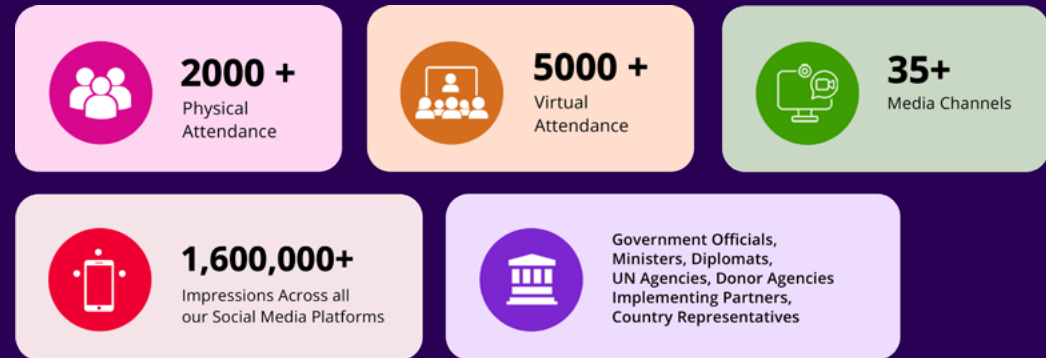 2000 +
Physical
Attendance
5000 +
Virtual
Attendance
35+
Media Channels
1,600,000+
Impressions Across all
our Social Media Platforms
Government Officials,
Ministers, Diplomats,
UN Agencies, Donor Agencies
Implementing Partners,
Country Representatives